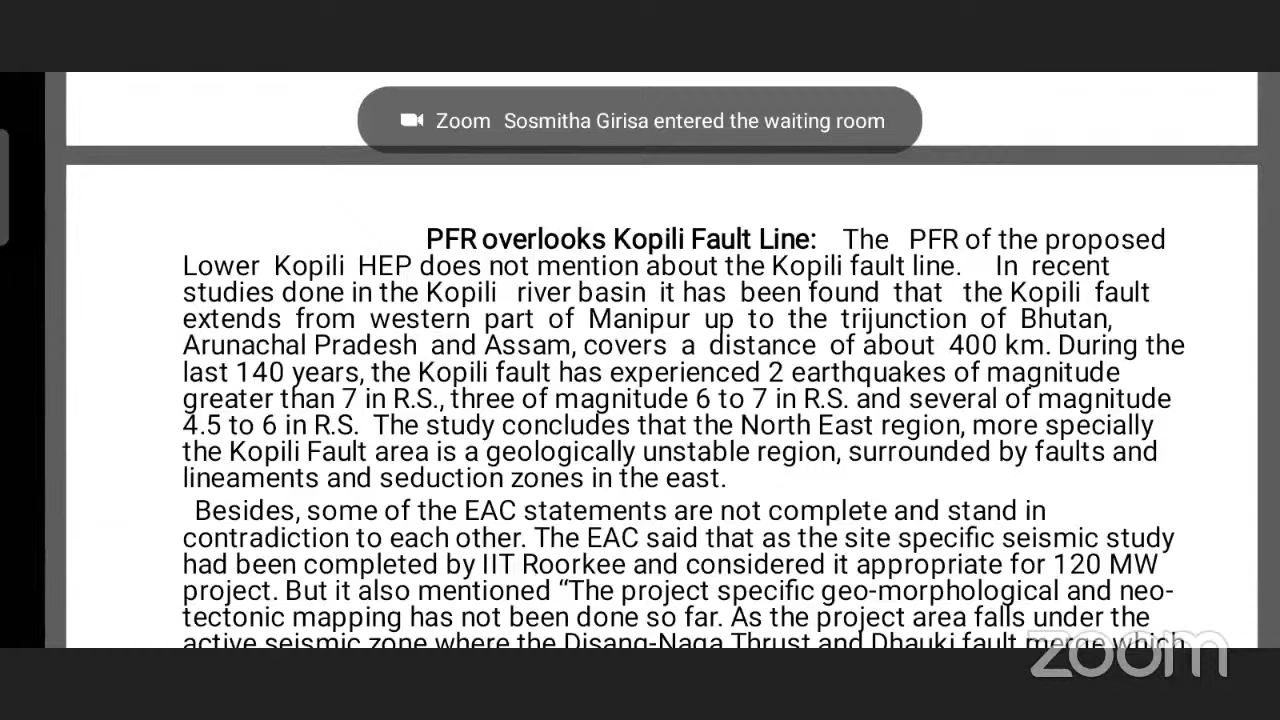 Zoom Sosmitha Girisa entered the waiting room
PFR overlooks Kopili Fault Line: The PFR of the proposed
Lower Kopili HEP does not mention about the Kopili fault line. In recent
studies done in the Kopili river basin it has been found that the Kopili fault
extends from western part of Manipur up to the trijunction of Bhutan,
Arunachal Pradesh and Assam, covers a distance of about 400 km. During the
last 140 years, the Kopili fault has experienced 2 earthquakes of magnitude
greater than 7 in R.S., three of magnitude 6 to 7 in R.S. and several of magnitude
4.5 to 6 in R.S. The study concludes that the North East region, more specially
the Kopili Fault area is a geologically unstable region, surrounded by faults and
lineaments and seduction zones in the east.
Besides, some of the EAC statements are not complete and stand in
contradiction to each other. The EAC said that as the site specific seismic study
had been completed by IIT Roorkee and considered it appropriate for 120 MW
project. But it also mentioned “The project specific geo-morphological and neo-
tectonic mapping has not been done so far. As the project area falls under the
active seismic zone where the Disang-Naga Thrust and Dhauki fault merge which
zoom